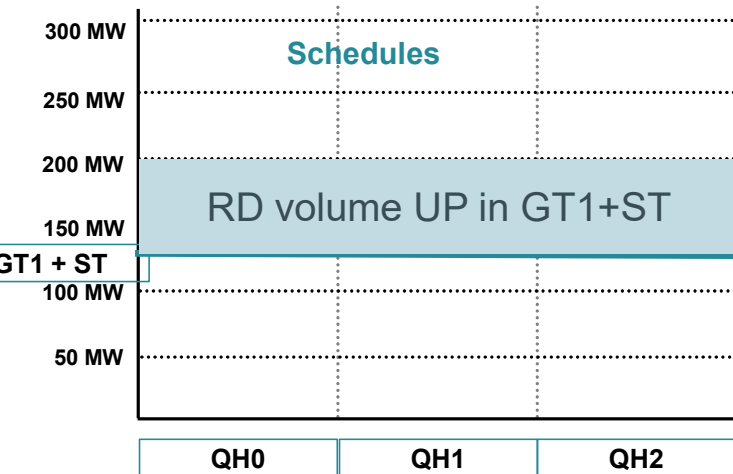 300 MW
Schedules
250 MW
200 MW
RD volume UP in GT1+ST
150 MW
GT1 + ST
100 MW
50 MW
QH0 QH1 QH2